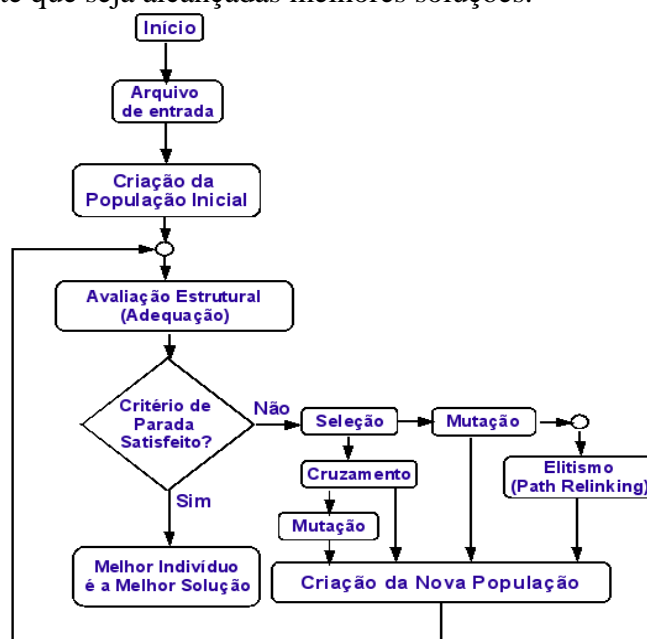 que seja alcançadas melhores soluções.
Início
Arquivo
de entrada
Criação da
População Inicial
Avaliação Estrutural
(Adequação)
Critério de
Parada
Satisfeito?
Não
Sim
Seleção
Mutação
Cruzamento
Elitismo
(Path Relinking)
Mutação
Melhor Indivíduo
é a Melhor Solução
Criação da Nova População